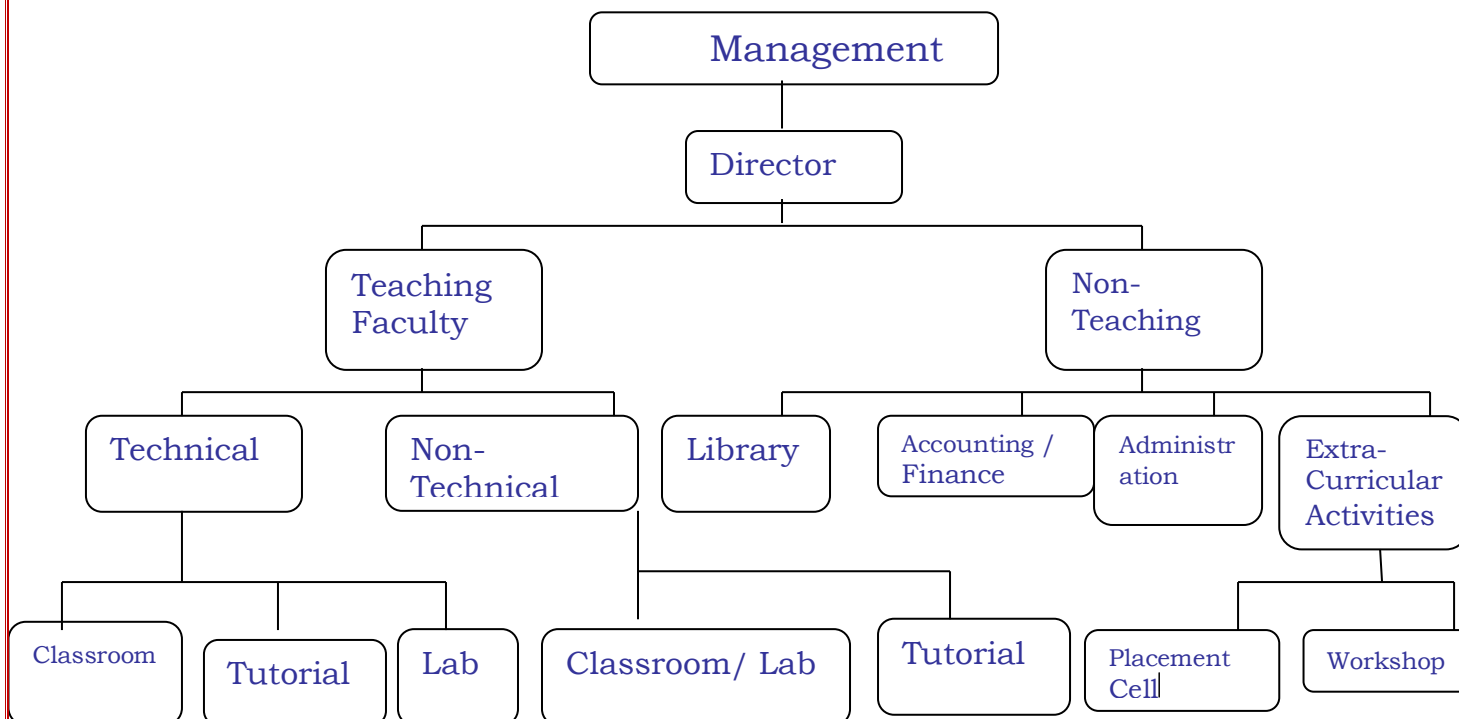 Management
Director
Teaching
Faculty
Non-
Teaching
Technical
Non-
Technical
Library
Accounting /
Finance
Administr
ation
Extra-
Curricular
Activities
Classroom
Tutorial
Lab
Classroom/ Lab
Tutorial
Placement
Cell
Workshop